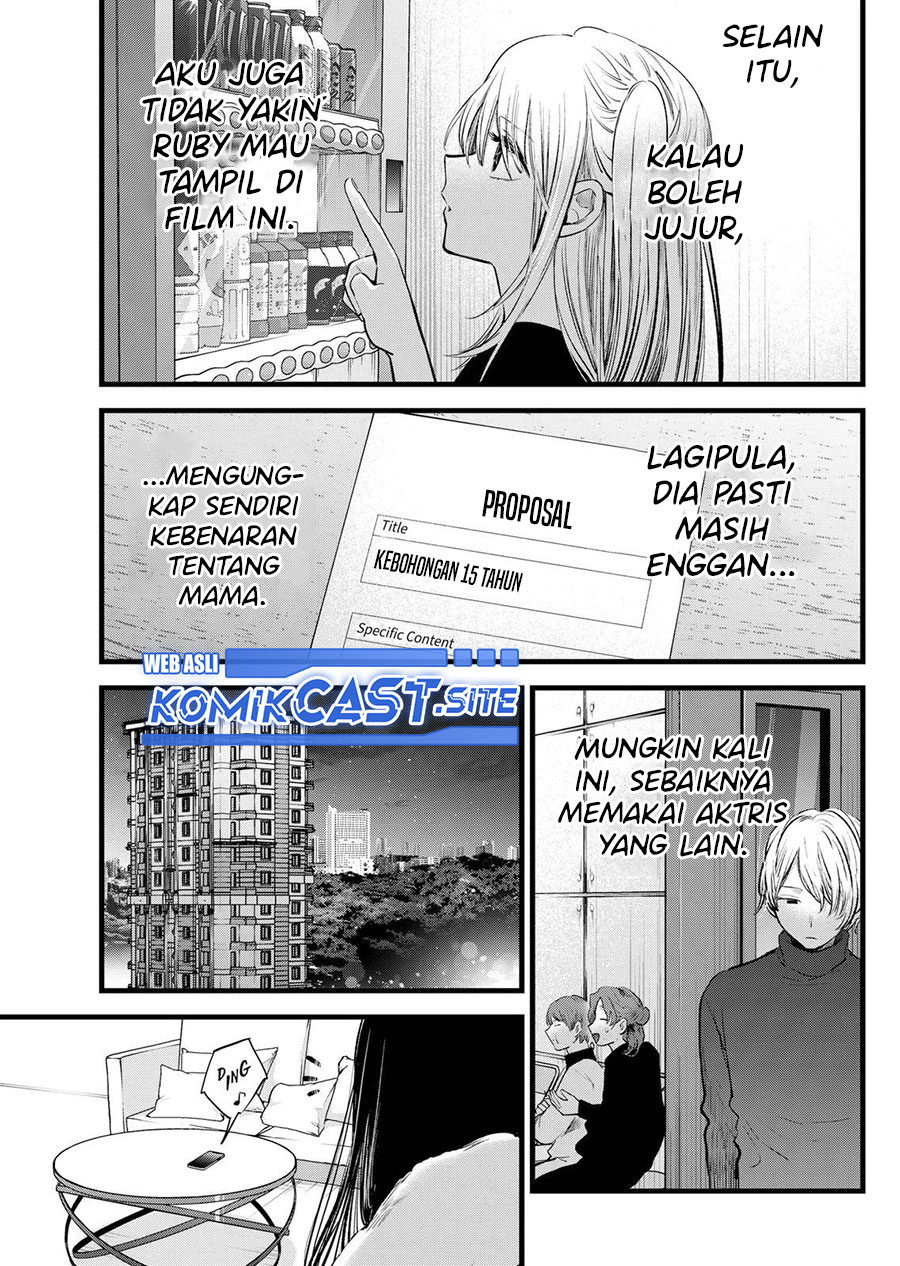 SELAIN
ITU,
KALAU
BOLEH
JUJUR,
AKU JUGA
TIDAK YAKIN
RUBY MAU
TAMPIL DI
FILM INI.
LAGIPULA,
DIA PASTI
MASIH
ENGGAN...
PROPOSAL
Title
KEBOHONGAN 15 TAHUN
Specific Content
...MENGUNG-
KAP SENDIRI
KEBENARAN
TENTANG
MAMA.
WEB ASLI
KOMIKCAST.SITE
MUNGKIN KALI
INI, SEBAIKNYA
MEMAKAI AKTRIS
YANG LAIN.
DING